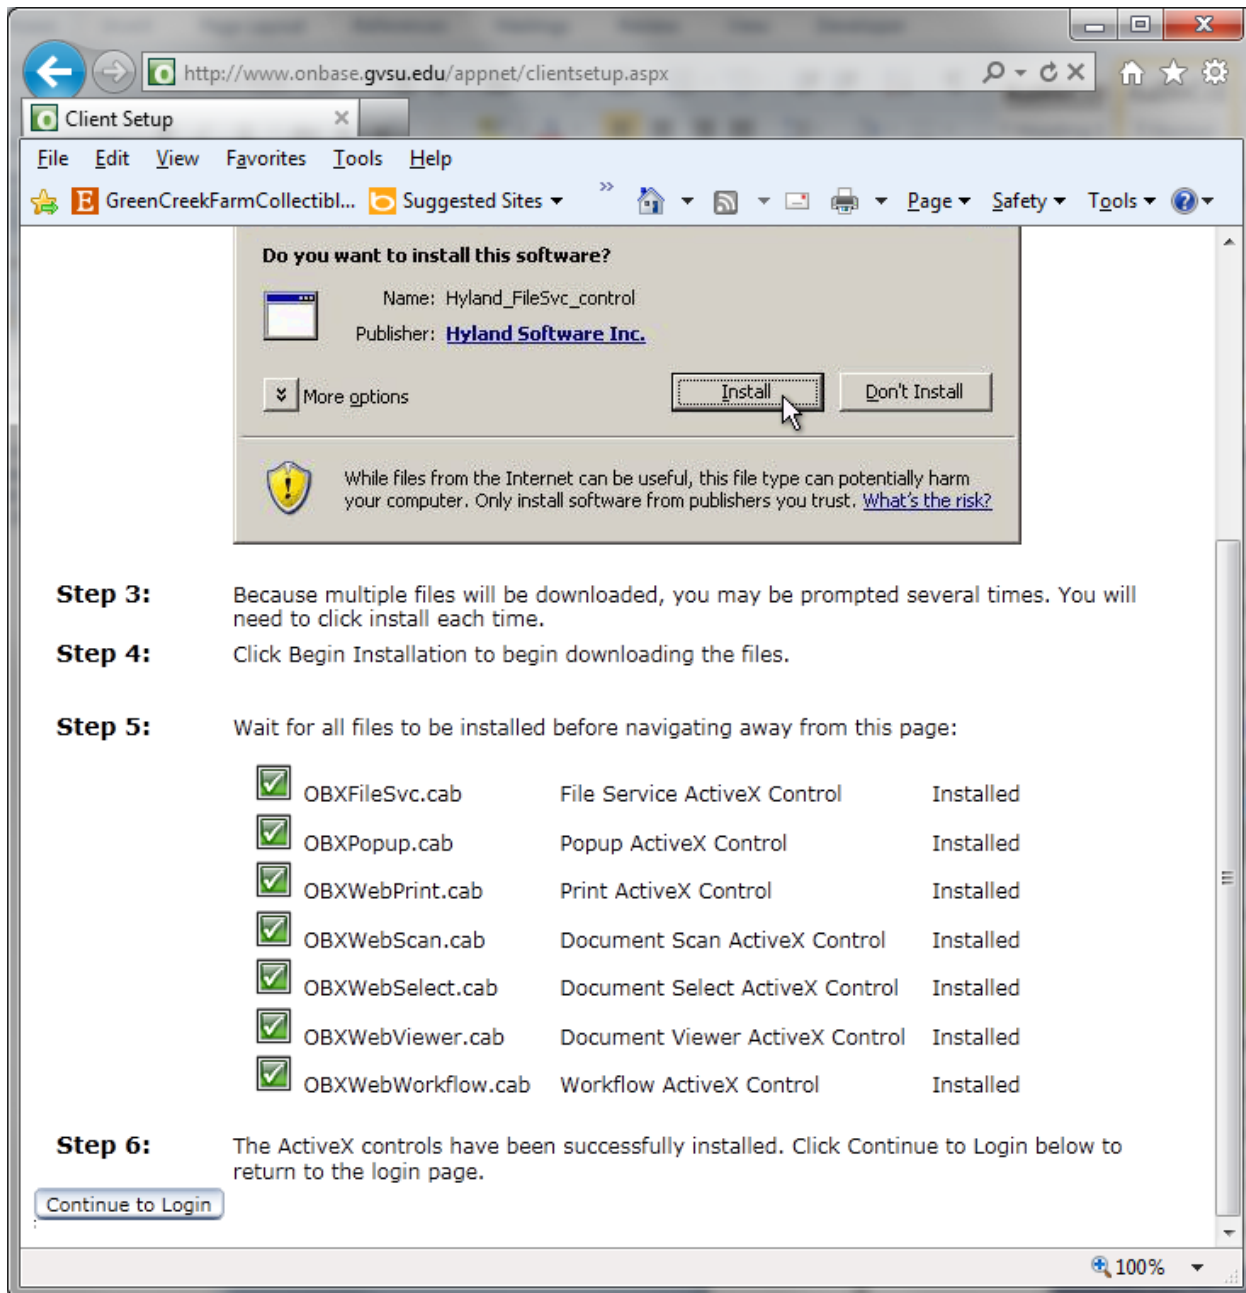 http://www.onbase.gvsu.edu/appnet/clientsetup.aspx
Client Setup
File Edit View Favorites Tools Help
GreenCreekFarmCollectibl... Suggested Sites Page Safety Tools
Do you want to install this software?
Name: Hyland_FileSvc_control
Publisher: Hyland Software Inc.
More options Install Don't Install
While files from the Internet can be useful, this file type can potentially harm
your computer. Only install software from publishers you trust. What's the risk?
Step 3: Because multiple files will be downloaded, you may be prompted several times. You will
need to click install each time.
Step 4: Click Begin Installation to begin downloading the files.
Step 5: Wait for all files to be installed before navigating away from this page:
OBXFileSvc.cab File Service ActiveX Control Installed
OBXPopup.cab Popup ActiveX Control Installed
OBXWebPrint.cab Print ActiveX Control Installed
OBXWebScan.cab Document Scan ActiveX Control Installed
OBXWebSelect.cab Document Select ActiveX Control Installed
OBXWebViewer.cab Document Viewer ActiveX Control Installed
OBXWebWorkflow.cab Workflow ActiveX Control Installed
Step 6: The ActiveX controls have been successfully installed. Click Continue to Login below to
return to the login page.
Continue to Login
100%